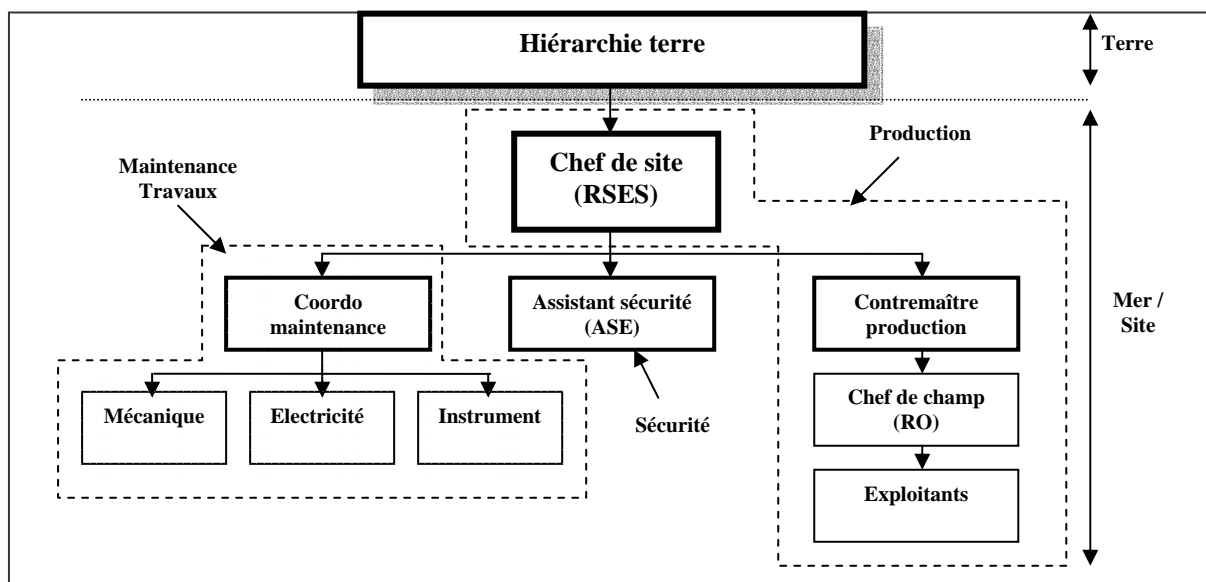 Hiérarchie terre
Terre
Production
Maintenance
Travaux
Chef de site
(RSES)
Coordo
maintenance
Assistant sécurité
(ASE)
Contremaître
production
Mer /
Site
Mécanique
Electricité
Instrument
Sécurité
Chef de champ
(RO)
Exploitants